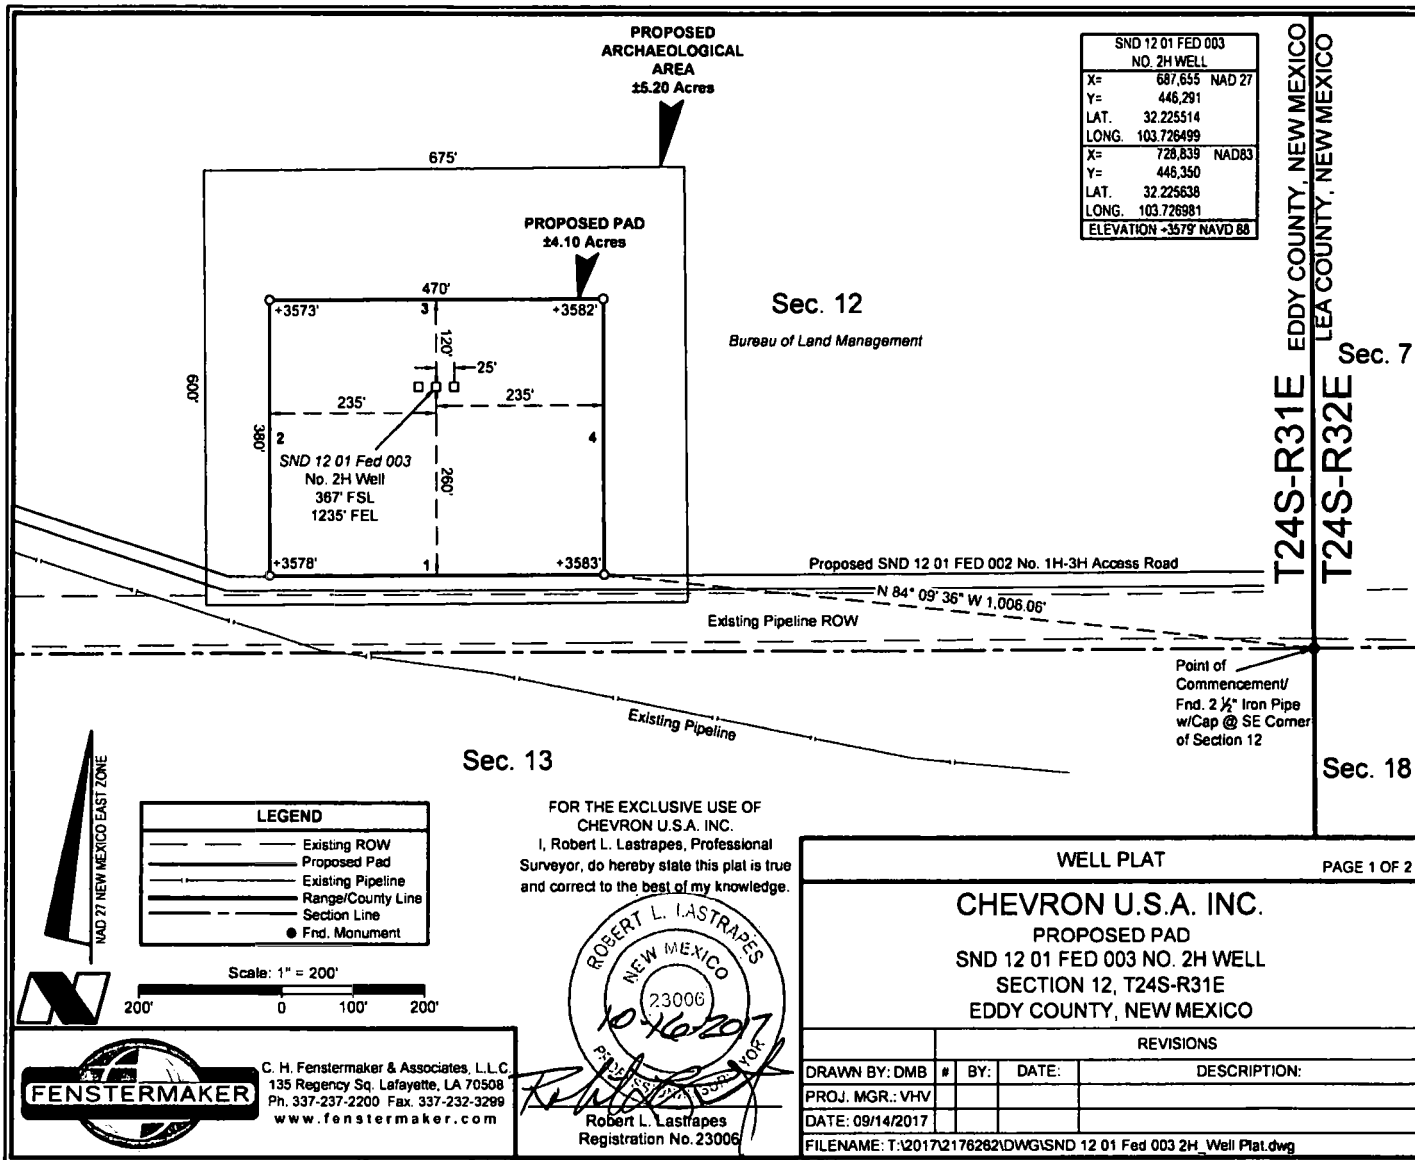 PROPOSED
ARCHAEOLOGICAL
AREA
±5.20 Acres
675'
600'
PROPOSED PAD
±4.10 Acres
470'
+3573'
3
+3582'
120'
25'
235'
235'
380'
2
4
SND 12 01 Fed 003
No. 2H Well
367' FSL
1235' FEL
260'
+3578'
1
+3583'
Sec. 12
Bureau of Land Management
SND 12 01 FED 003
NO. 2H WELL
X= 687,655 NAD 27
Y= 446,291
LAT. 32.225514
LONG. 103.726499
X= 728,839 NAD83
Y= 446,350
LAT. 32.225638
LONG. 103.726981
ELEVATION +3579' NAVD 88
EDDY COUNTY, NEW MEXICO
LEA COUNTY, NEW MEXICO
Sec. 7
T24S-R31E
T24S-R32E
Proposed SND 12 01 FED 002 No. 1H-3H Access Road
N 84° 09' 36" W 1,006.06'
Existing Pipeline ROW
Existing Pipeline
Point of
Commencement/
Fnd. 2 ½" Iron Pipe
w/Cap @ SE Corner
of Section 12
Sec. 13
Sec. 18
NAD 27 NEW MEXICO EAST ZONE
LEGEND
Existing ROW
Proposed Pad
Existing Pipeline
Range/County Line
Section Line
Fnd. Monument
Scale: 1" = 200'
200' 0 100' 200'
FOR THE EXCLUSIVE USE OF
CHEVRON U.S.A. INC.
I, Robert L. Lastrapes, Professional
Surveyor, do hereby state this plat is true
and correct to the best of my knowledge.
ROBERT L. LASTRAPES
NEW MEXICO
23006
10-16-2017
PROFESSIONAL SURVEYOR
Robert L. Lastrapes
Registration No. 23006
FENSTERMAKER
C. H. Fenstermaker & Associates, L.L.C.
135 Regency Sq. Lafayette, LA 70508
Ph. 337-237-2200 Fax. 337-232-3299
www.fenstermaker.com
WELL PLAT
PAGE 1 OF 2
CHEVRON U.S.A. INC.
PROPOSED PAD
SND 12 01 FED 003 NO. 2H WELL
SECTION 12, T24S-R31E
EDDY COUNTY, NEW MEXICO
REVISIONS
DRAWN BY: DMB # BY: DATE: DESCRIPTION:
PROJ. MGR.: VHV
DATE: 09/14/2017
FILENAME: T:\2017\2176262\DWG\SND 12 01 Fed 003 2H_Well Plat.dwg